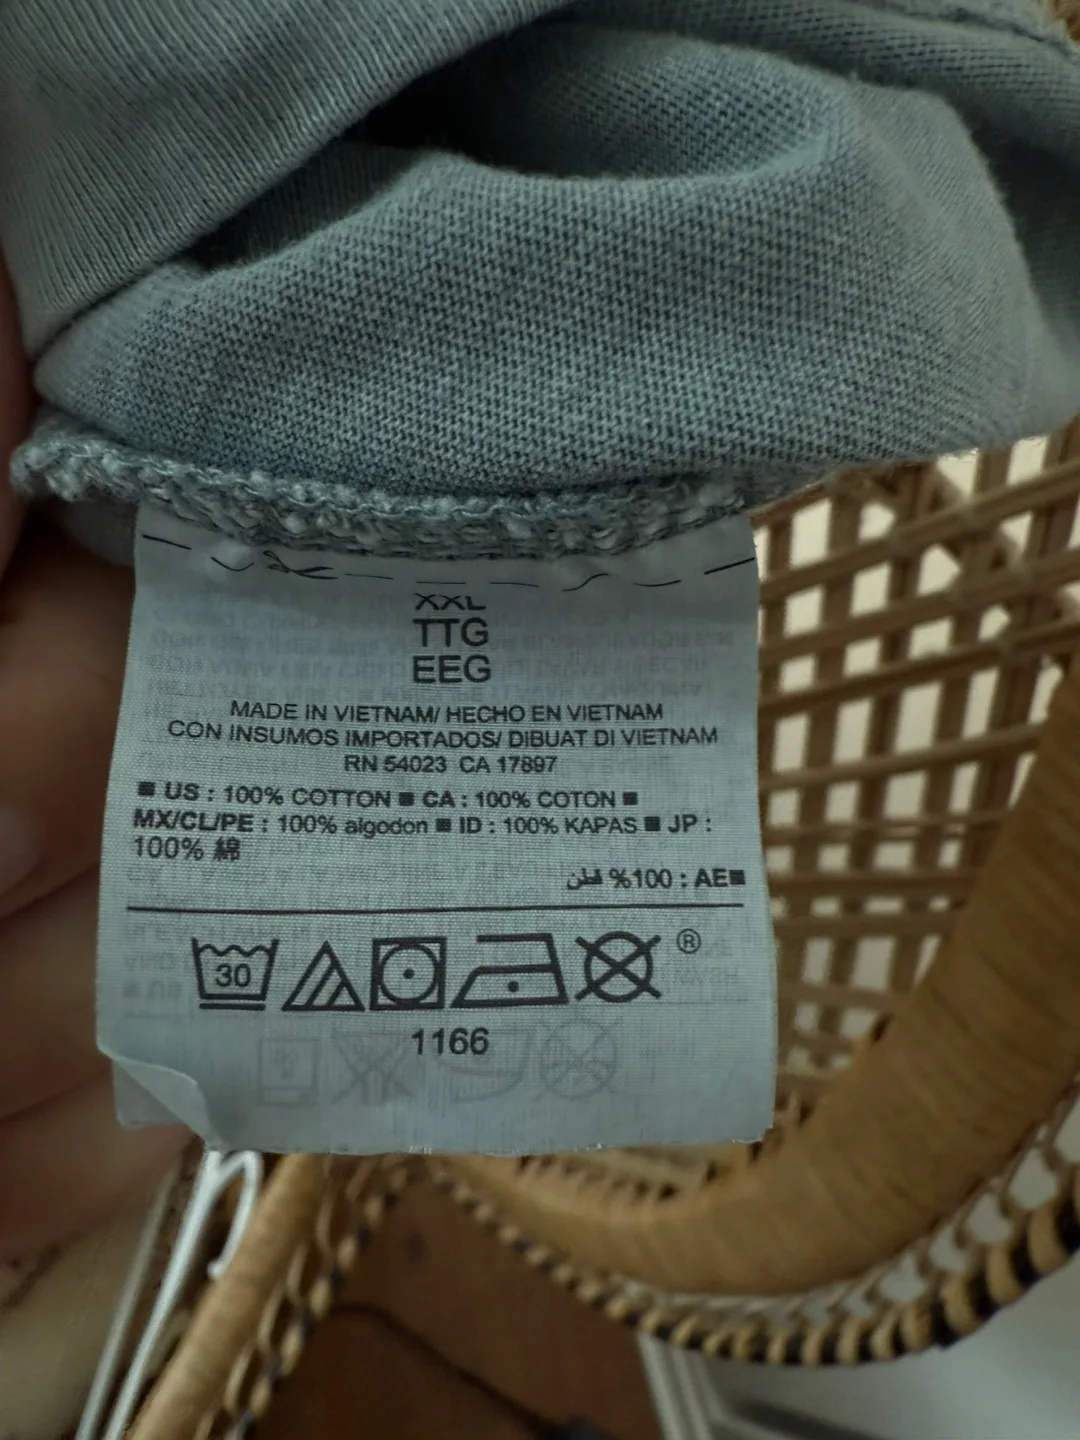 XXL
TTG
EEG
MADE IN VIETNAM/ HECHO EN VIETNAM
CON INSUMOS IMPORTADOS/ DIBUAT DI VIETNAM
RN 54023 CA 17897
■ US : 100% COTTON ■ CA : 100% COTON ■
MX/CL/PE : 100% algodon ■ ID : 100% KAPAS ■ JP :
100% 綿
■AE : 100% قطن
30
®
1166